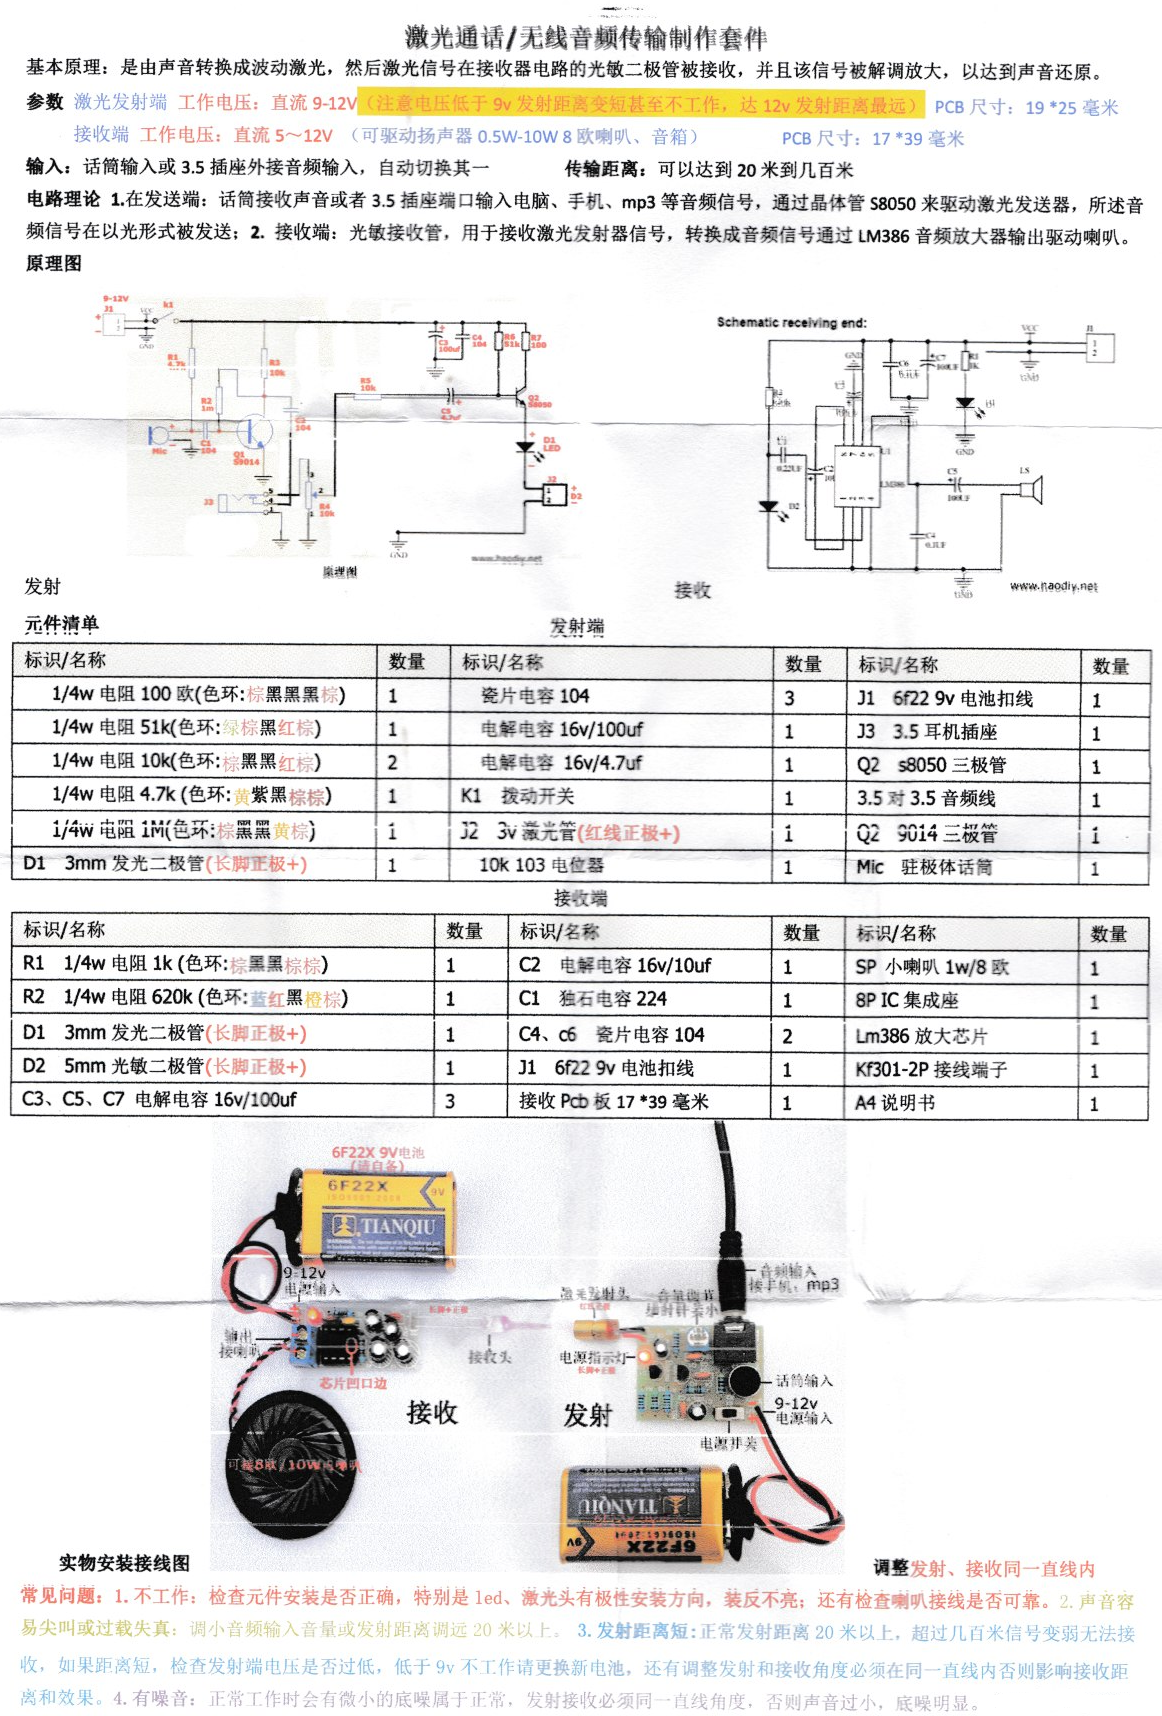 激光通话/无线音频传输制作套件
基本原理：是由声音转换成波动激光，然后激光信号在接收器电路的光敏二极管被接收，并且该信号被解调放大，以达到声音还原。
参数 激光发射端 工作电压：直流 9-12V（注意电压低于 9v 发射距离变短甚至不工作，达 12v 发射距离最远） PCB 尺寸：19 *25 毫米
接收端 工作电压：直流 5～12V （可驱动扬声器 0.5W-10W 8 欧喇叭、音箱） PCB 尺寸：17 *39 毫米
输入：话筒输入或 3.5 插座外接音频输入，自动切换其一 传输距离：可以达到 20 米到几百米
电路理论 1.在发送端：话筒接收声音或者 3.5 插座端口输入电脑、手机、mp3 等音频信号，通过晶体管 S8050 来驱动激光发送器，所述音
频信号在以光形式被发送；2. 接收端：光敏接收管，用于接收激光发射器信号，转换成音频信号通过 LM386 音频放大器输出驱动喇叭。
原理图
9-12V
J1
VCC
k1
GND
R1
4.7k
R3
10k
R2
1m
C1
104
Mic
Q1
S9014
104
J3
5
4
1
3
2
1
R4
10k
R5
10k
C3
100uf
C4
104
R6
51k
R7
100
C5
4.7uf
Q2
S8050
D1
LED
J2
1
2
D2
GND
www.haodiy.net
原理图
发射
Schematic receiving end:
VCC
J1
1
2
GND
C6
0.1UF
C7
100UF
R1
1K
GND
GND
0.22UF
C2
D2
U1
LM386
C5
100UF
LS
C4
0.1UF
GND
www.haodiy.net
接收
元件清单 发射端
标识/名称 数量 标识/名称 数量 标识/名称
1/4w 电阻 100 欧(色环:棕黑黑黑棕) 1 瓷片电容 104 3 J1 6f22 9v 电池扣线 1
1/4w 电阻 51k(色环:绿棕黑红棕) 1 电解电容 16v/100uf 1 J3 3.5 耳机插座 1
1/4w 电阻 10k(色环:棕黑黑红棕) 2 电解电容 16v/4.7uf 1 Q2 s8050 三极管 1
1/4w 电阻 4.7k (色环:黄紫黑棕棕) 1 K1 拨动开关 1 3.5 对 3.5 音频线 1
1/4w 电阻 1M(色环:棕黑黑黄棕) 1 J2 3v 激光管(红线正极+) 1 Q2 9014 三极管 1
D1 3mm 发光二极管(长脚正极+) 1 10k 103 电位器 1 Mic 驻极体话筒 1
接收端
标识/名称 数量 标识/名称 数量 标识/名称 数量
R1 1/4w 电阻 1k (色环:棕黑黑棕棕) 1 C2 电解电容 16v/10uf 1 SP 小喇叭 1w/8 欧 1
R2 1/4w 电阻 620k (色环:蓝红黑橙棕) 1 C1 独石电容 224 1 8P IC 集成座 1
D1 3mm 发光二极管(长脚正极+) 1 C4、c6 瓷片电容 104 2 Lm386 放大芯片 1
D2 5mm 光敏二极管(长脚正极+) 1 J1 6f22 9v 电池扣线 1 Kf301-2P 接线端子 1
C3、C5、C7 电解电容 16v/100uf 3 接收 Pcb 板 17 *39 毫米 1 A4 说明书 1
6F22X 9V电池
(请自备)
6F22X
9V
TIANQIU
9-12v
电源输入
输出
接喇叭
长脚+正极
接收头
芯片凹口边
接收
可接8欧 10W
激光发射头
红线正极
音量调节
音频输入
接手机，mp3
电源指示灯
长脚+正极
话筒输入
9-12v
电源输入
电源开关
发射
TIANQIU
6F22X
9V
实物安装接线图 调整发射、接收同一直线内
常见问题：1.不工作：检查元件安装是否正确，特别是 led、激光头有极性安装方向，装反不亮；还有检查喇叭接线是否可靠。2.声音容
易尖叫或过载失真：调小音频输入音量或发射距离调远 20 米以上。 3.发射距离短:正常发射距离 20 米以上，超过几百米信号变弱无法接
收，如果距离短，检查发射端电压是否过低，低于 9v 不工作请更换新电池，还有调整发射和接收角度必须在同一直线内否则影响接收距
离和效果。4.有噪音：正常工作时会有微小的底噪属于正常，发射接收必须同一直线角度，否则声音过小，底噪明显。